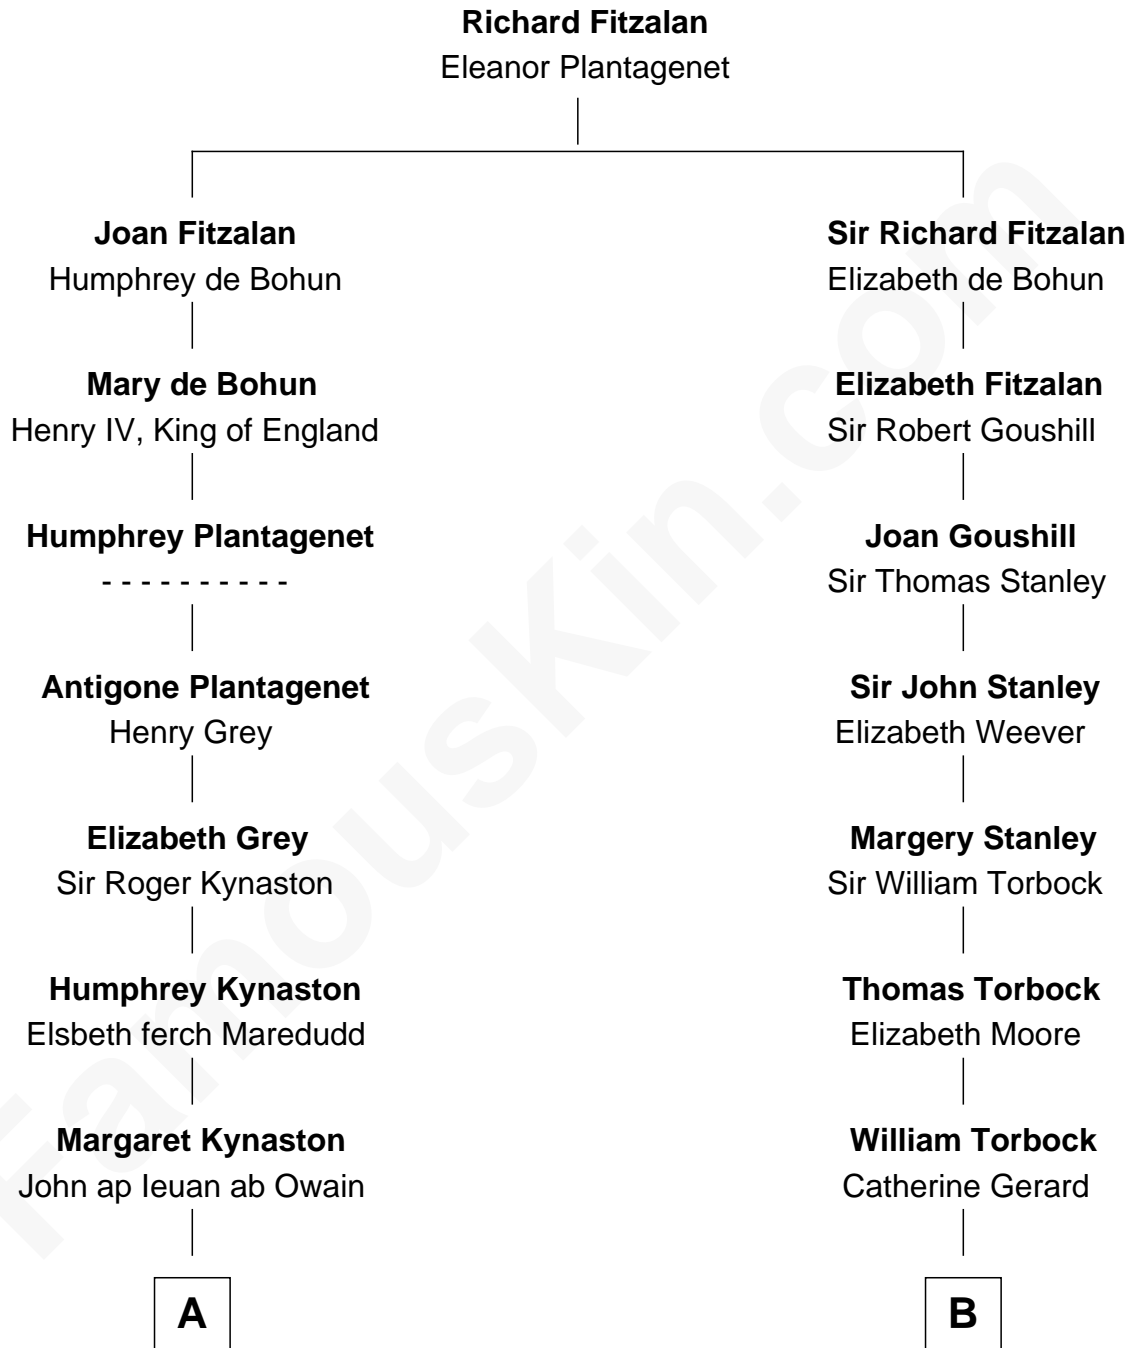 Richard Fitzalan
Eleanor Plantagenet
Joan Fitzalan
Humphrey de Bohun
Sir Richard Fitzalan
Elizabeth de Bohun
Mary de Bohun
Henry IV, King of England
Elizabeth Fitzalan
Sir Robert Goushill
Humphrey Plantagenet
- - - - - - - - - -
Joan Goushill
Sir Thomas Stanley
Antigone Plantagenet
Henry Grey
Sir John Stanley
Elizabeth Weever
Elizabeth Grey
Sir Roger Kynaston
Margery Stanley
Sir William Torbock
Humphrey Kynaston
Elsbeth ferch Maredudd
Thomas Torbock
Elizabeth Moore
Margaret Kynaston
John ap Ieuan ab Owain
William Torbock
Catherine Gerard
A
B
FamousKin.com